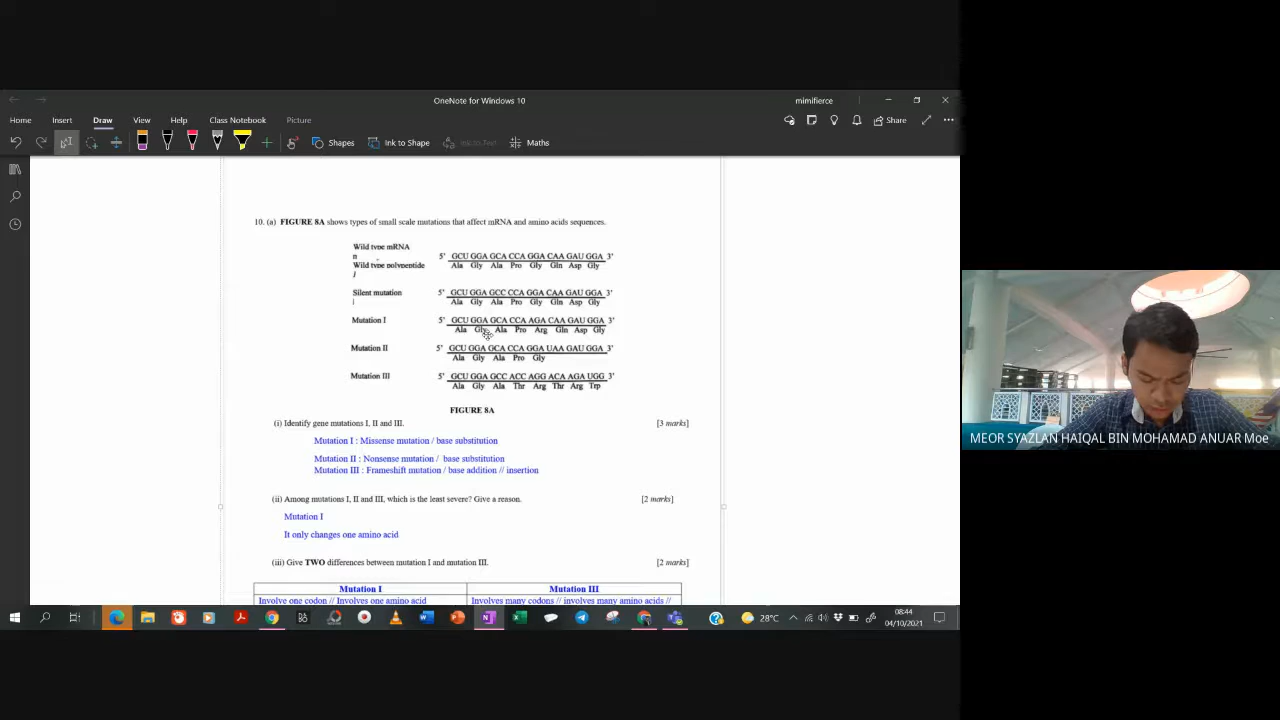 OneNote for Windows 10
mimifierce
Home Insert Draw View Help Class Notebook Picture
Share
Shapes Ink to Shape Ink to Text Maths
10. (a) FIGURE 8A shows types of small scale mutations that affect mRNA and amino acids sequences.
Wild type mRNA 5' GCU GGA GCA CCA GGA CAA GAU GGA 3'
Wild type polypeptide Ala Gly Ala Pro Gly Gln Asp Gly
Silent mutation 5' GCU GGA GCC CCA GGA CAA GAU GGA 3'
Ala Gly Ala Pro Gly Gln Asp Gly
Mutation I 5' GCU GGA GCA CCA AGA CAA GAU GGA 3'
Ala Gly Ala Pro Arg Gln Asp Gly
Mutation II 5' GCU GGA GCA CCA GGA UAA GAU GGA 3'
Ala Gly Ala Pro Gly
Mutation III 5' GCU GGA GCC ACC AGG ACA AGA UGG 3'
Ala Gly Ala Thr Arg Thr Arg Trp
FIGURE 8A
(i) Identify gene mutations I, II and III. [3 marks]
Mutation I : Missense mutation / base substitution
Mutation II : Nonsense mutation / base substitution
Mutation III : Frameshift mutation / base addition // insertion
(ii) Among mutations I, II and III, which is the least severe? Give a reason. [2 marks]
Mutation I
It only changes one amino acid
(iii) Give TWO differences between mutation I and mutation III. [2 marks]
Mutation I Mutation III
Involve one codon // Involves one amino acid Involves many codons // involves many amino acids //
28°C
08:44
04/10/2021
MEOR SYAZLAN HAIQAL BIN MOHAMAD ANUAR Moe